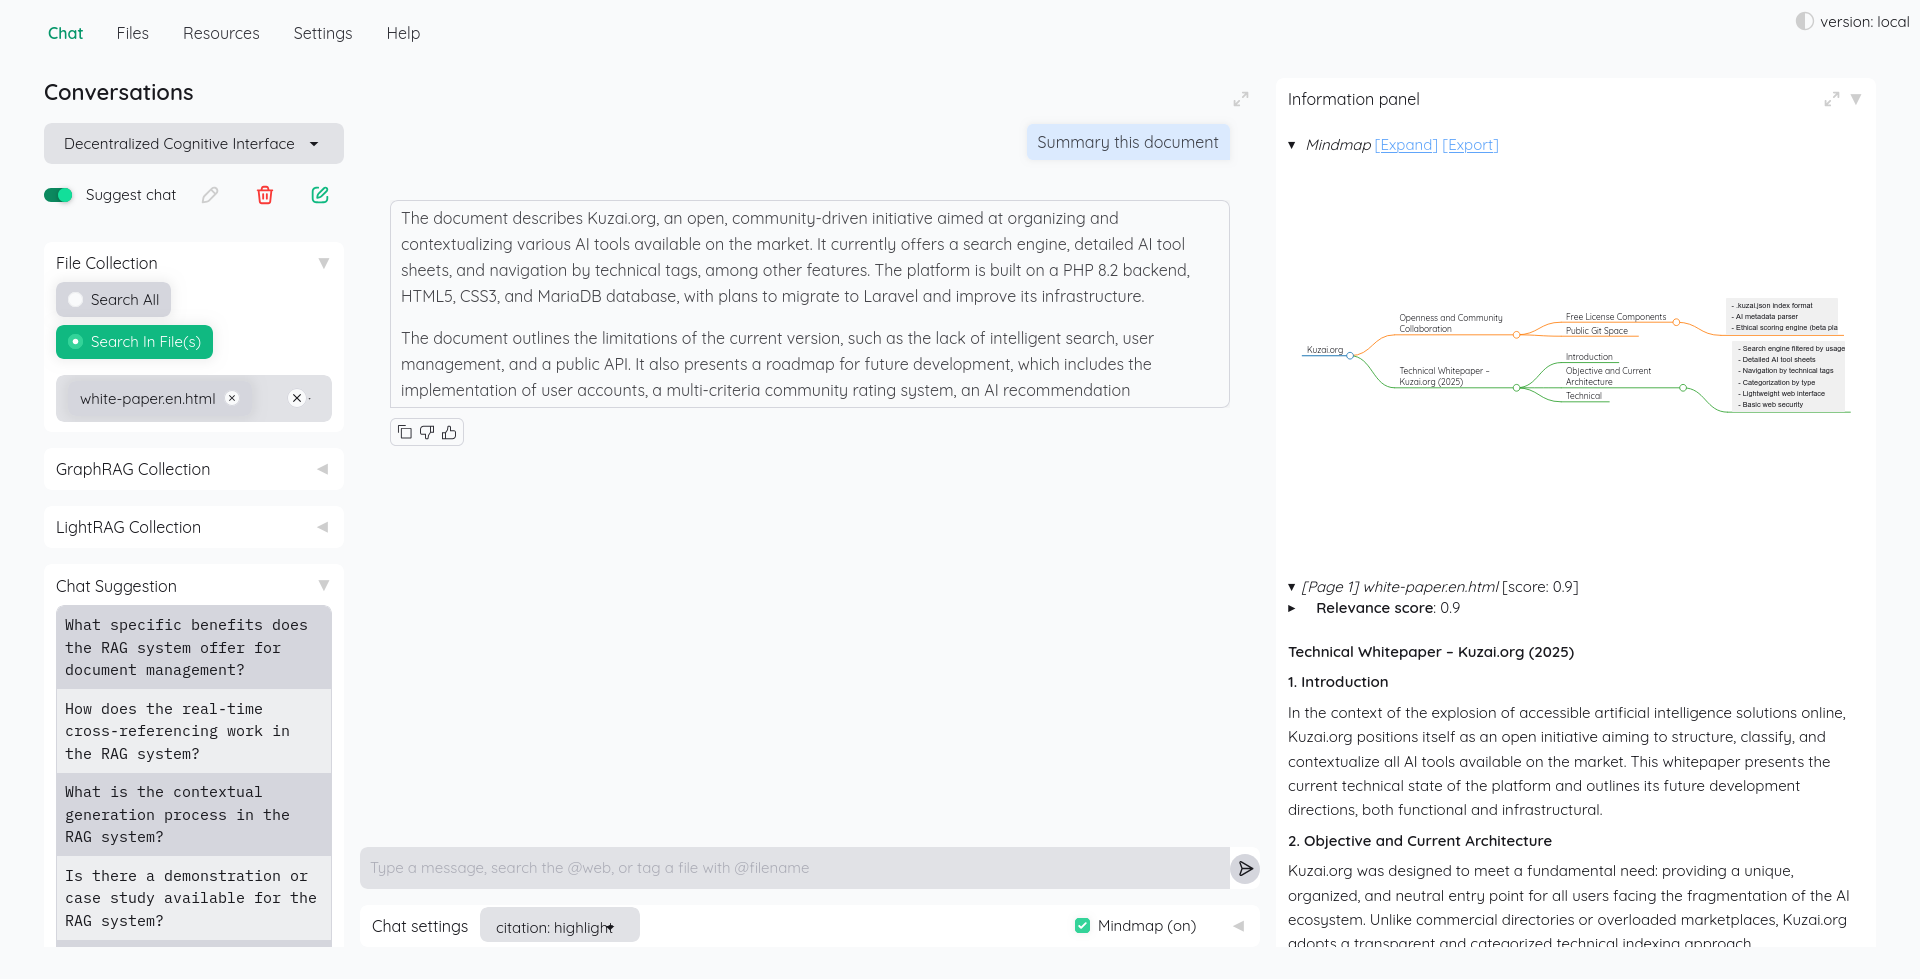 Chat
Files
Resources
Settings
Help
version: local
Conversations
Decentralized Cognitive Interface
Suggest chat
File Collection
Search All
Search In File(s)
white-paper.en.html
GraphRAG Collection
LightRAG Collection
Chat Suggestion
What specific benefits does
the RAG system offer for
document management?
How does the real-time
cross-referencing work in
the RAG system?
What is the contextual
generation process in the
RAG system?
Is there a demonstration or
case study available for the
RAG system?
Summary this document
The document describes Kuzai.org, an open, community-driven initiative aimed at organizing and
contextualizing various AI tools available on the market. It currently offers a search engine, detailed AI tool
sheets, and navigation by technical tags, among other features. The platform is built on a PHP 8.2 backend,
HTML5, CSS3, and MariaDB database, with plans to migrate to Laravel and improve its infrastructure.
The document outlines the limitations of the current version, such as the lack of intelligent search, user
management, and a public API. It also presents a roadmap for future development, which includes the
implementation of user accounts, a multi-criteria community rating system, an AI recommendation
Type a message, search the @web, or tag a file with @filename
Chat settings
citation: highlight
Mindmap (on)
Information panel
Mindmap [Expand] [Export]
Kuzai.org
Openness and Community
Collaboration
Free License Components
Public Git Space
- .kuzai.json index format
- AI metadata parser
- Ethical scoring engine (beta pla
Technical Whitepaper –
Kuzai.org (2025)
Introduction
Objective and Current
Architecture
Technical
- Search engine filtered by usage
- Detailed AI tool sheets
- Navigation by technical tags
- Categorization by type
- Lightweight web interface
- Basic web security
[Page 1] white-paper.en.html [score: 0.9]
Relevance score: 0.9
Technical Whitepaper – Kuzai.org (2025)
1. Introduction
In the context of the explosion of accessible artificial intelligence solutions online,
Kuzai.org positions itself as an open initiative aiming to structure, classify, and
contextualize all AI tools available on the market. This whitepaper presents the
current technical state of the platform and outlines its future development
directions, both functional and infrastructural.
2. Objective and Current Architecture
Kuzai.org was designed to meet a fundamental need: providing a unique,
organized, and neutral entry point for all users facing the fragmentation of the AI
ecosystem. Unlike commercial directories or overloaded marketplaces, Kuzai.org
adopts a transparent and categorized technical indexing approach.